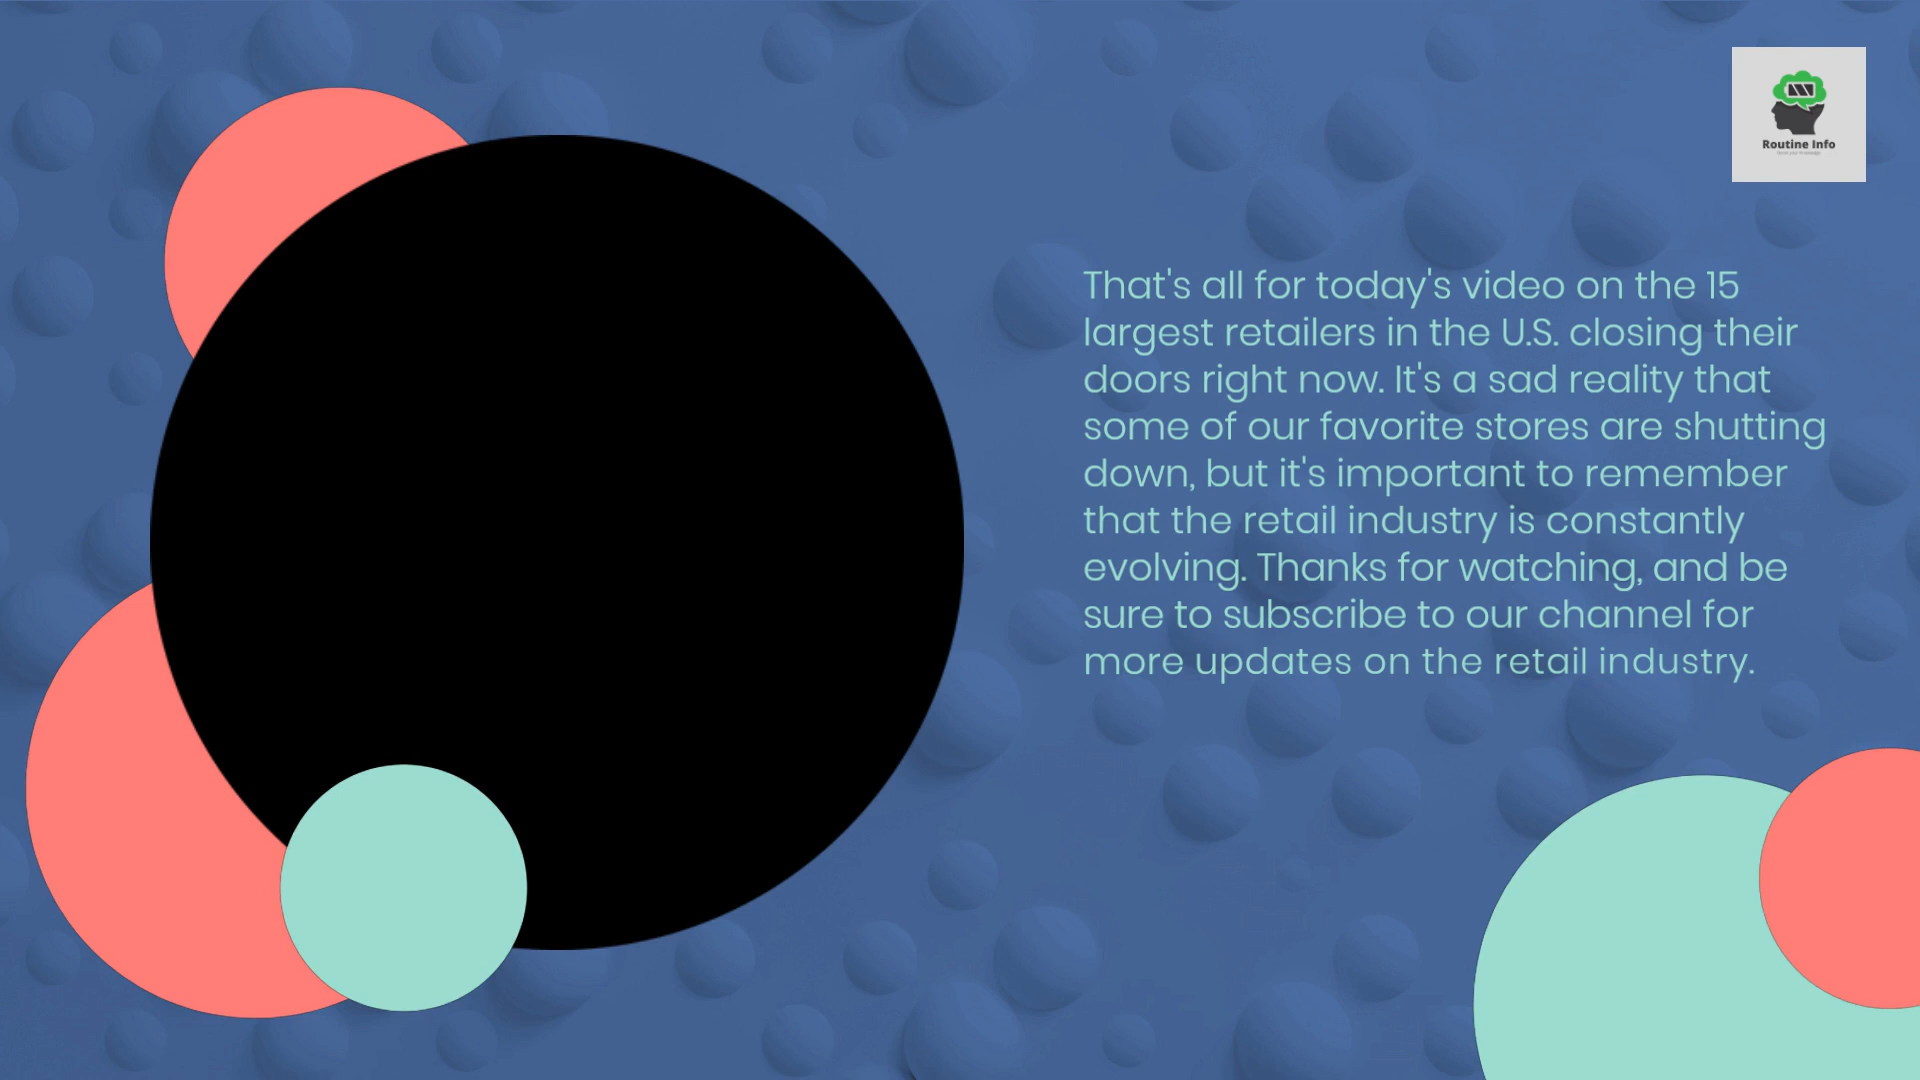 Routine Info
That's all for today's video on the 15
largest retailers in the U.S. closing their
doors right now. It's a sad reality that
some of our favorite stores are shutting
down, but it's important to remember
that the retail industry is constantly
evolving. Thanks for watching, and be
sure to subscribe to our channel for
more updates on the retail industry.